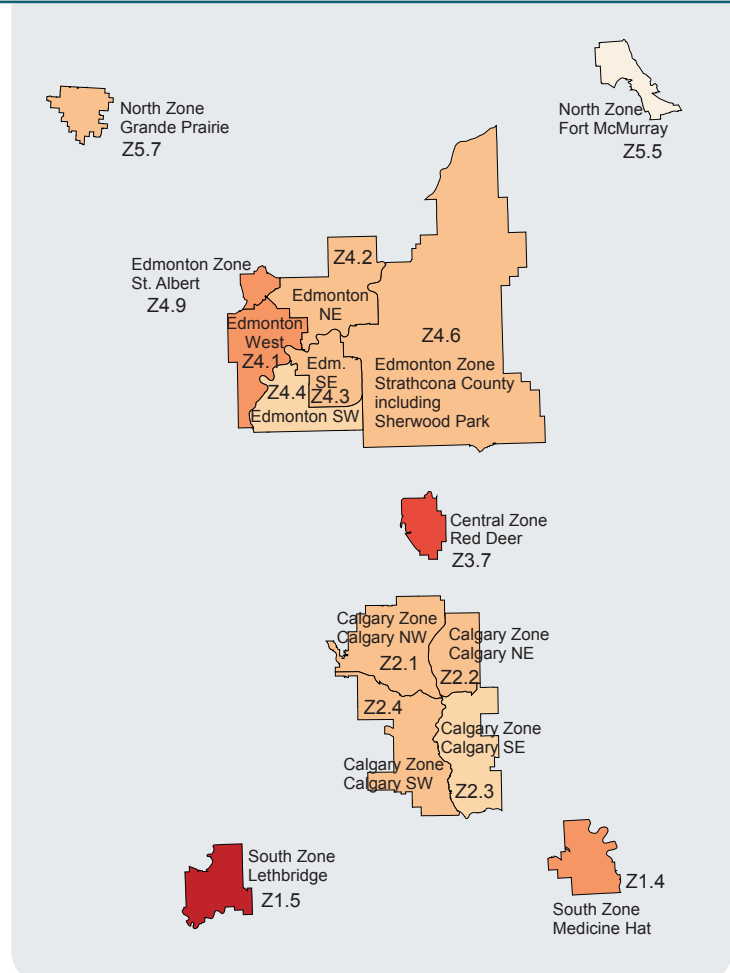 North Zone
Grande Prairie
Z5.7
North Zone
Fort McMurray
Z5.5
Edmonton Zone
St. Albert
Z4.9
Z4.2
Edmonton
NE
Edmonton
West
Z4.1
Edm.
SE
Z4.3
Z4.4
Edmonton SW
Z4.6
Edmonton Zone
Strathcona County
including
Sherwood Park
Central Zone
Red Deer
Z3.7
Calgary Zone
Calgary NW
Z2.1
Calgary Zone
Calgary NE
Z2.2
Z2.4
Calgary Zone
Calgary SW
Calgary Zone
Calgary SE
Z2.3
South Zone
Lethbridge
Z1.5
Z1.4
South Zone
Medicine Hat